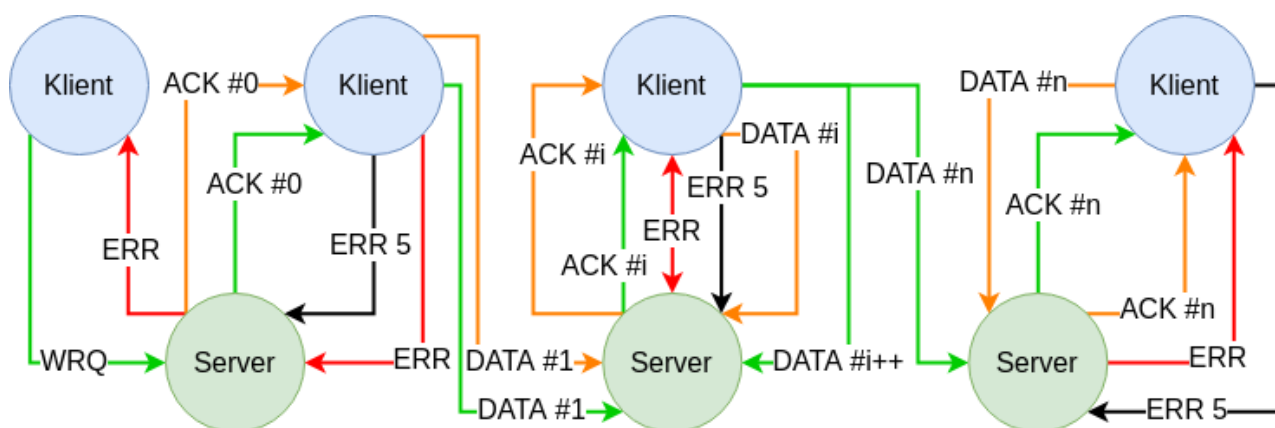 Klient
ACK #0
Klient
Klient
DATA #n
Klient
ACK #i
DATA #i
DATA #n
ACK #0
ERR 5
ACK #n
ERR
ERR 5
ERR
ACK #i
ACK #n
WRQ
Server
ERR
DATA #1
Server
DATA #i++
Server
ERR
DATA #1
ERR 5